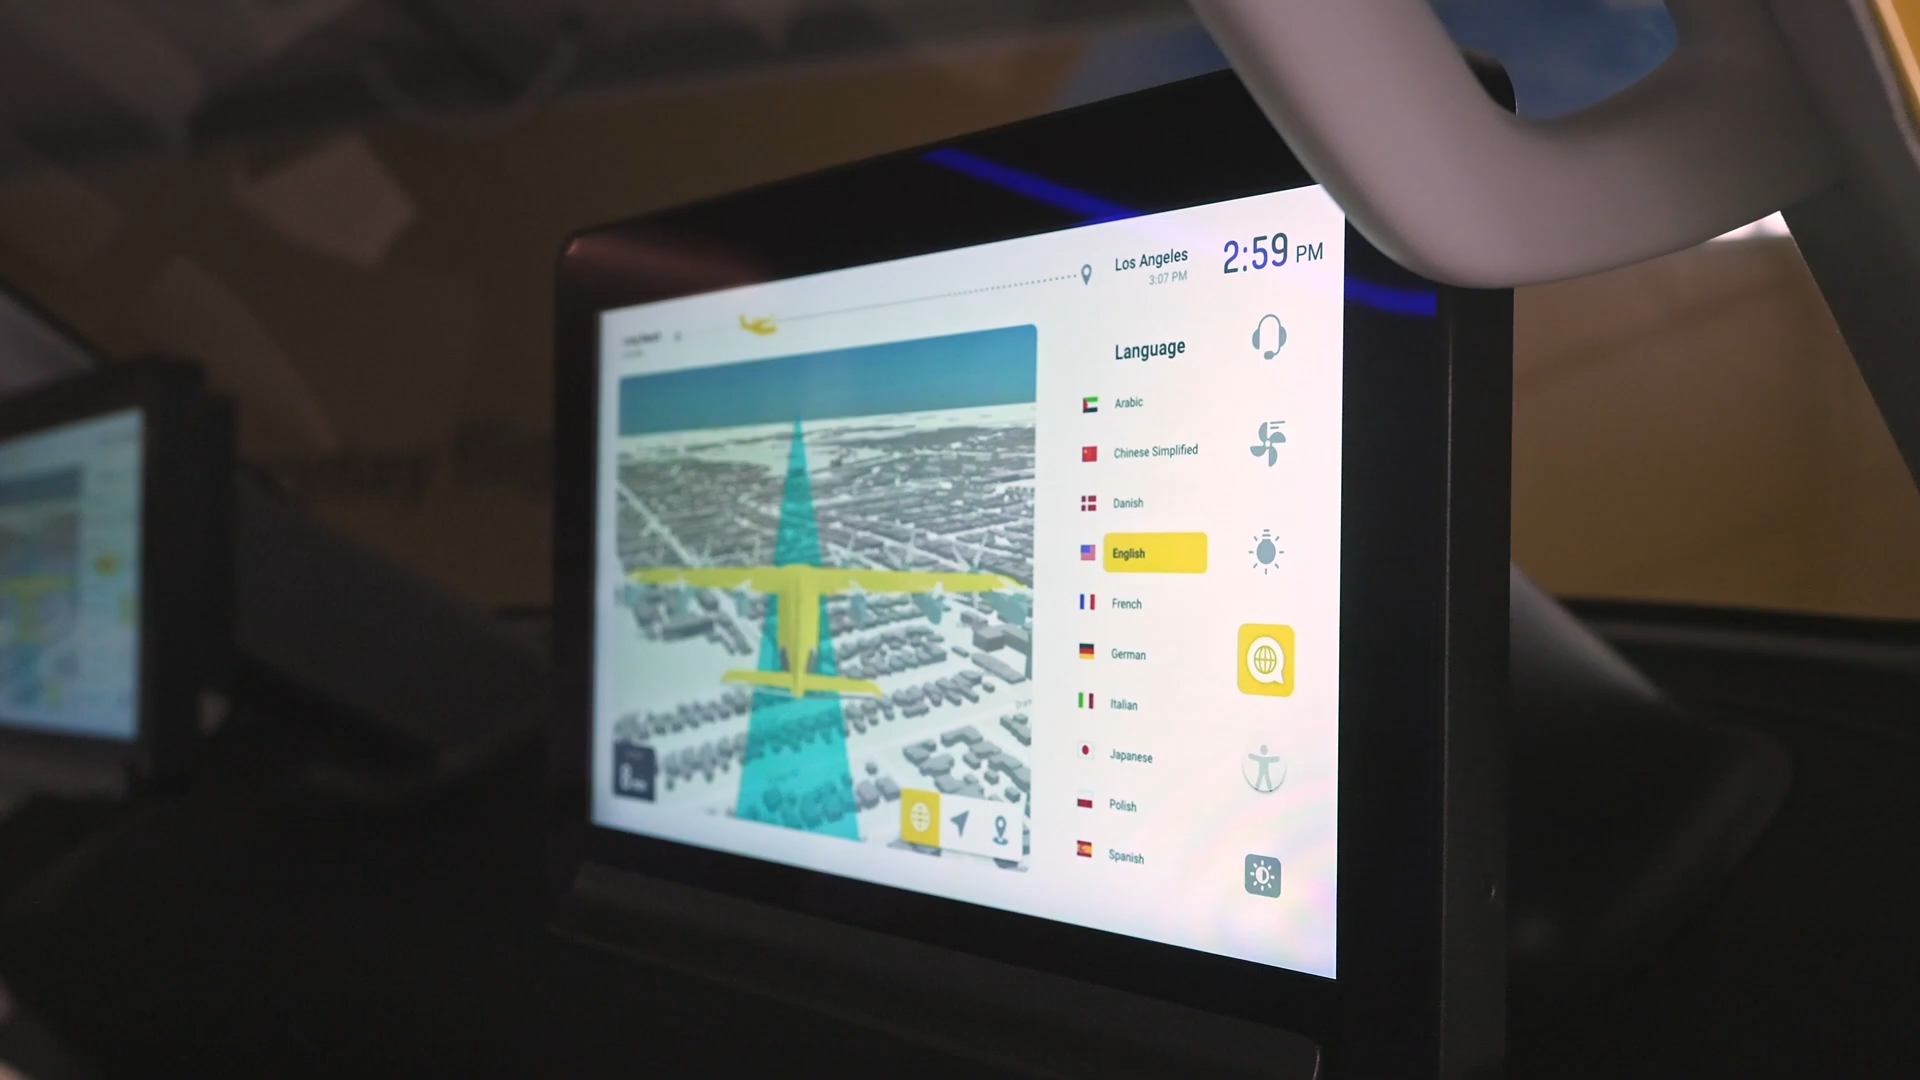 Los Angeles
3:07 PM
2:59 PM
Language
Arabic
Chinese Simplified
Danish
English
French
German
Italian
Japanese
Polish
Spanish